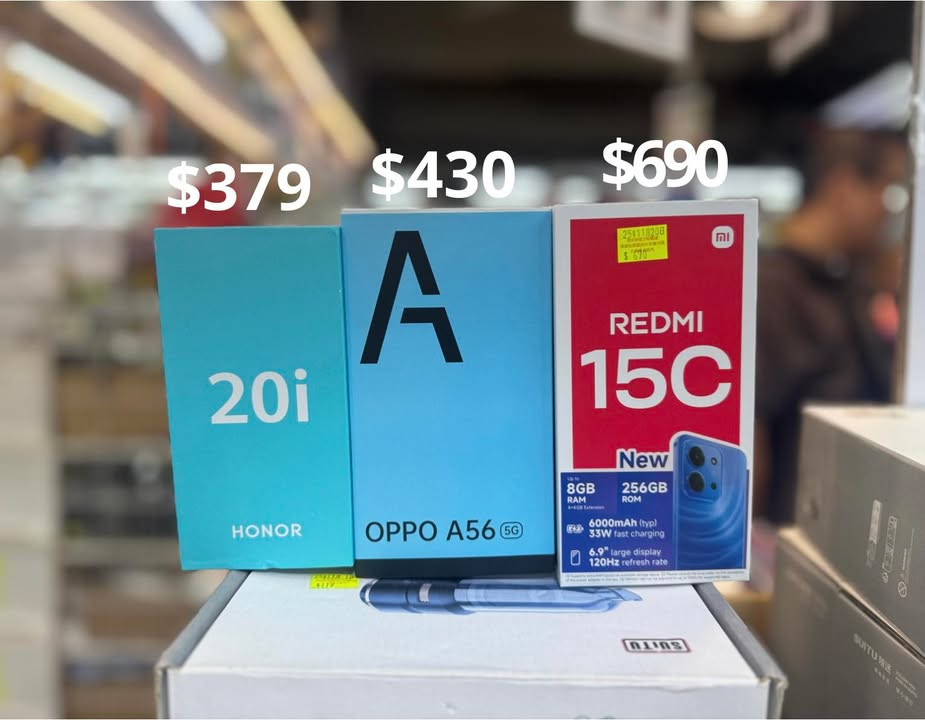 $379
$430
$690
20i
HONOR
A
OPPO A56 5G
$ 670
mi
REDMI
15C
New
Up to
8GB
RAM
256GB
ROM
6000mAh (typ)
33W fast charging
6.9" large display
120Hz refresh rate
SUITU
SUITU